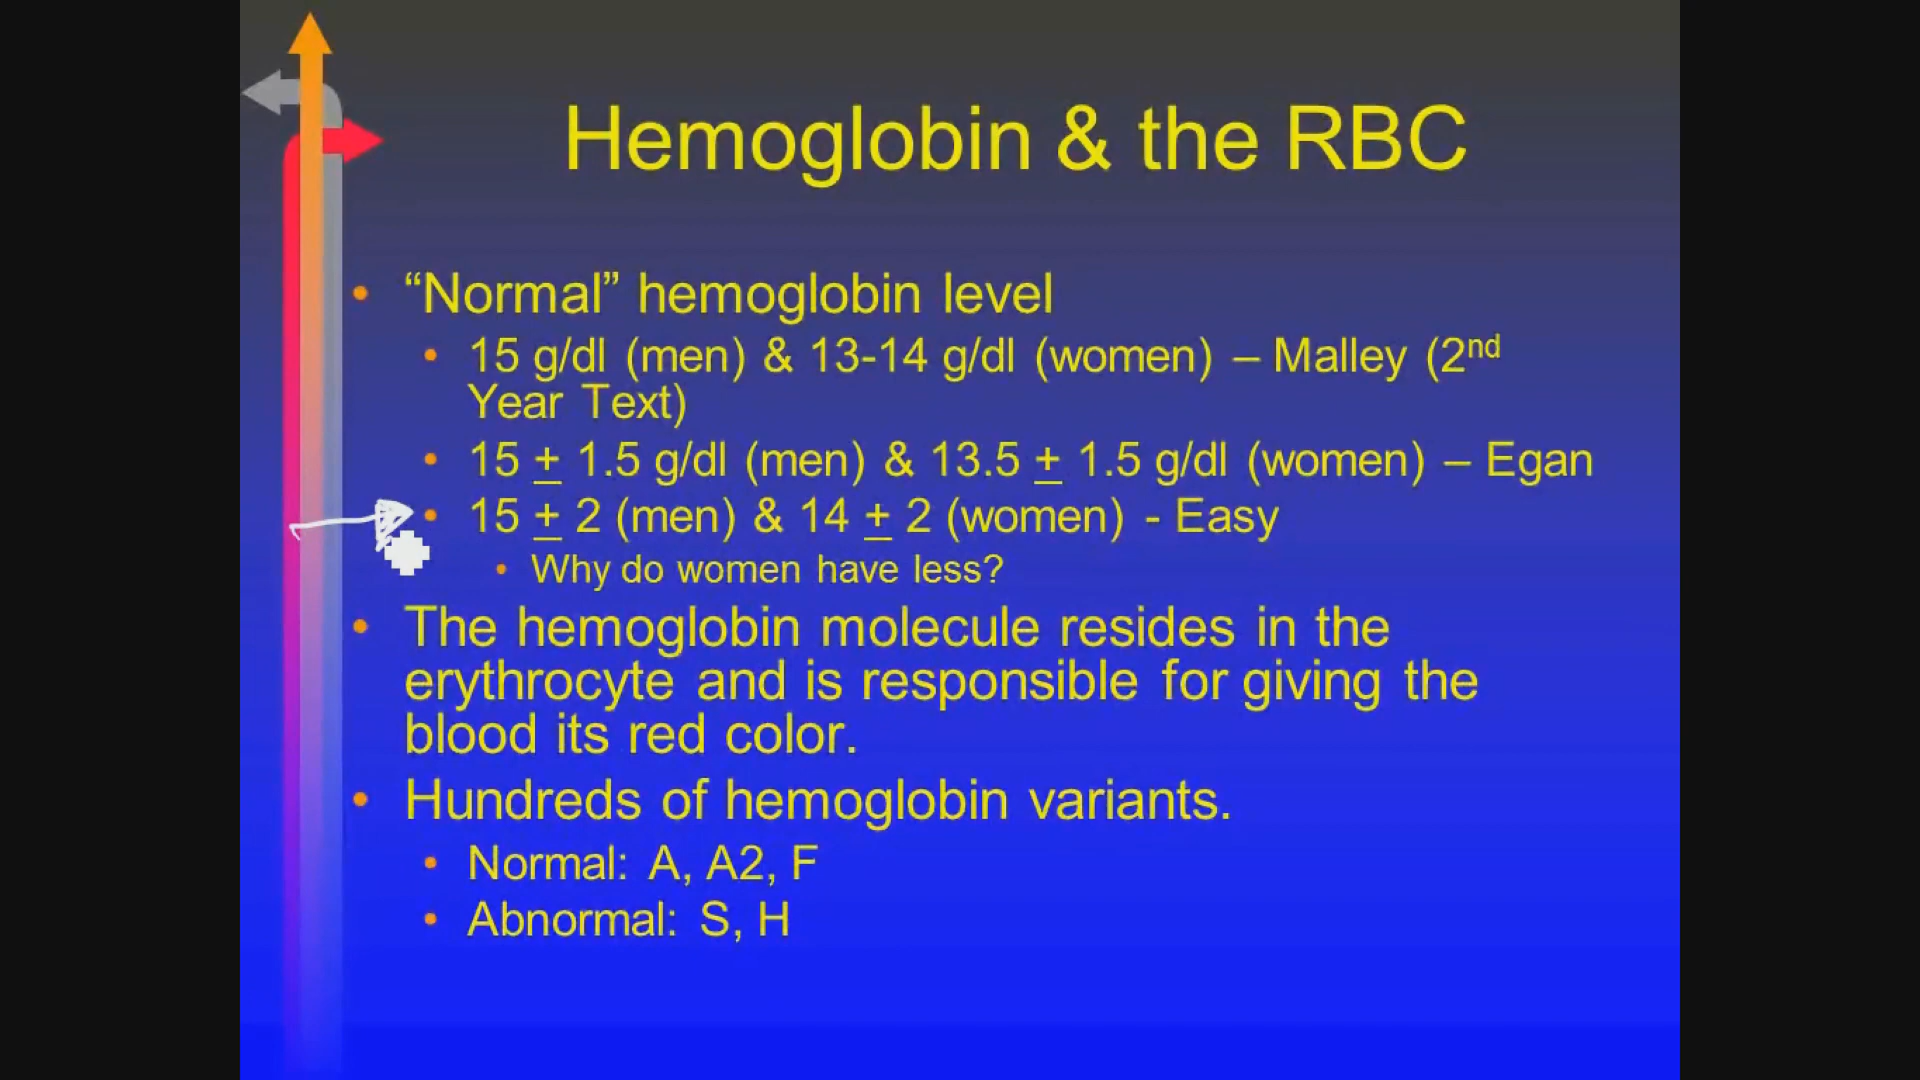 Hemoglobin & the RBC
• “Normal” hemoglobin level
• 15 g/dl (men) & 13-14 g/dl (women) – Malley (2nd
Year Text)
• 15 ± 1.5 g/dl (men) & 13.5 ± 1.5 g/dl (women) – Egan
• 15 ± 2 (men) & 14 ± 2 (women) - Easy
• Why do women have less?
• The hemoglobin molecule resides in the
erythrocyte and is responsible for giving the
blood its red color.
• Hundreds of hemoglobin variants.
• Normal: A, A2, F
• Abnormal: S, H